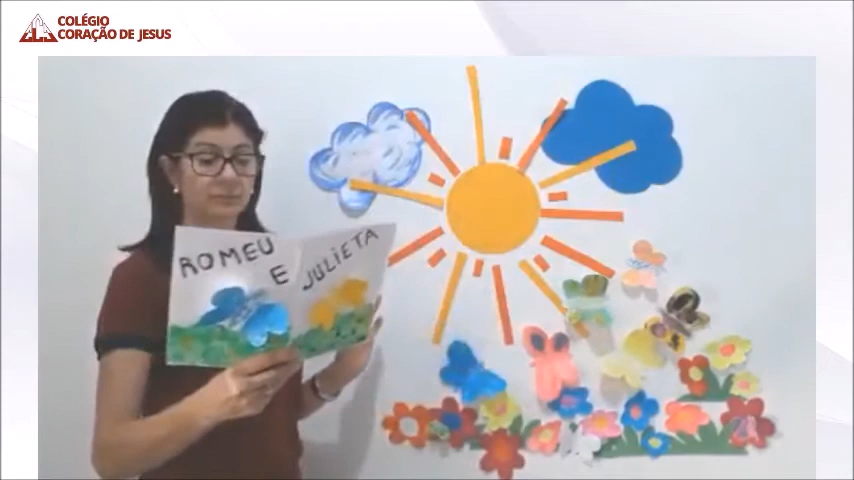 COLÉGIO
CORAÇÃO DE JESUS
ROMEU
E
JULIETA